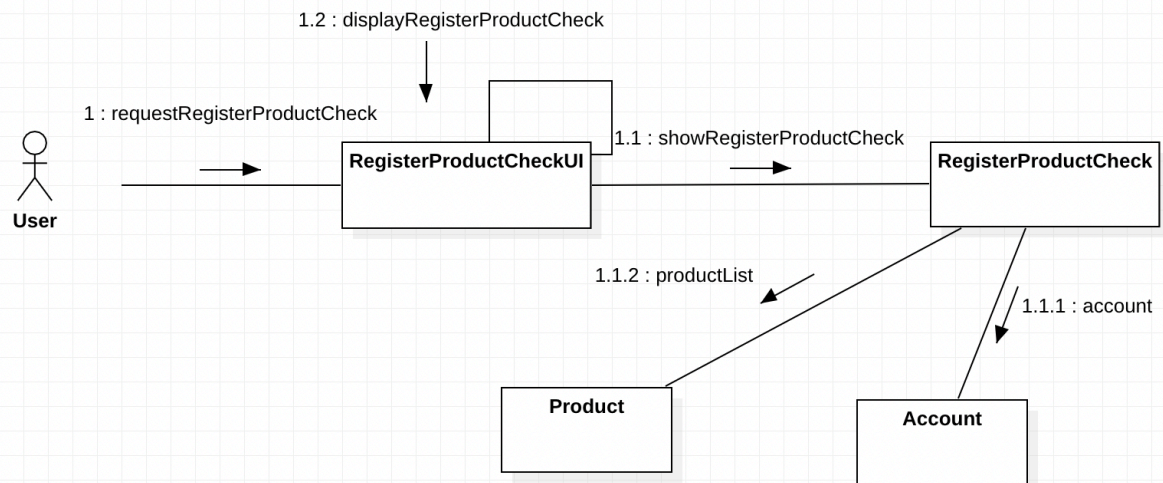 1.2 : displayRegisterProductCheck
1 : requestRegisterProductCheck
1.1 : showRegisterProductCheck
RegisterProductCheckUI
RegisterProductCheck
User
1.1.2 : productList
1.1.1 : account
Product
Account